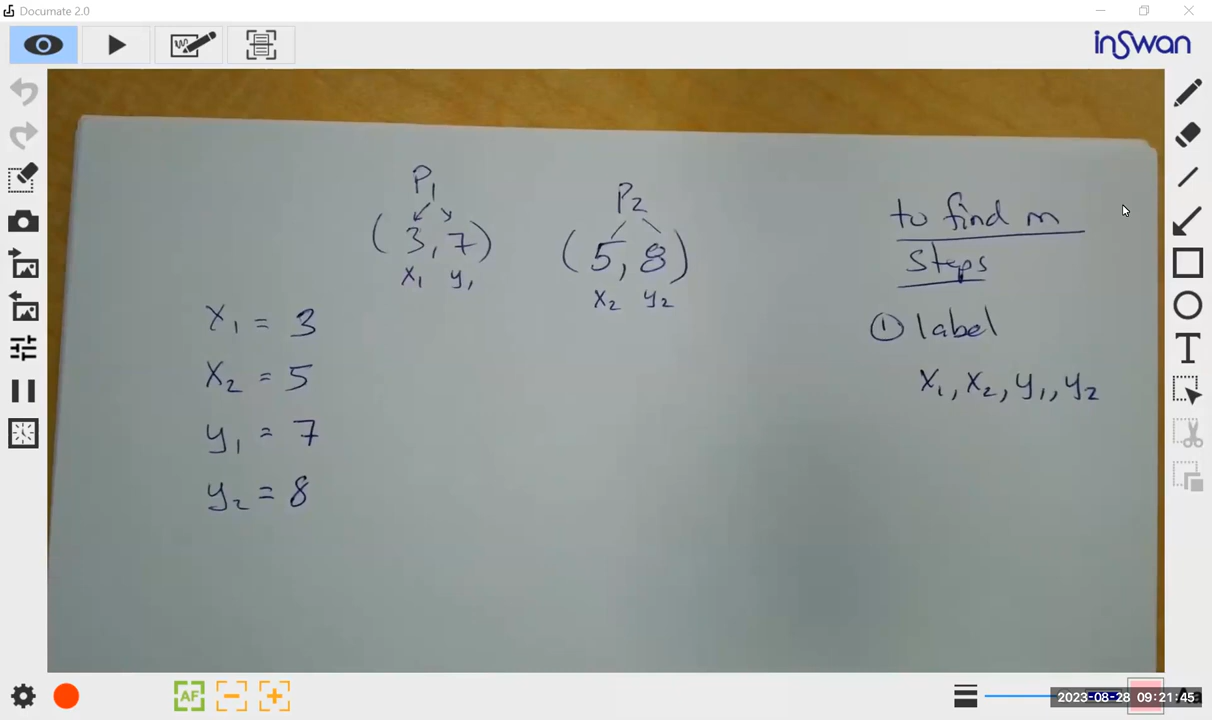 Documate 2.0
inSwan
P1
P2
(3, 7)
(5, 8)
x1 y1
x2 y2
x1 = 3
x2 = 5
y1 = 7
y2 = 8
to find m
Steps
① label
x1, x2, y1, y2
T
AF
2023-08-28 09:21:45